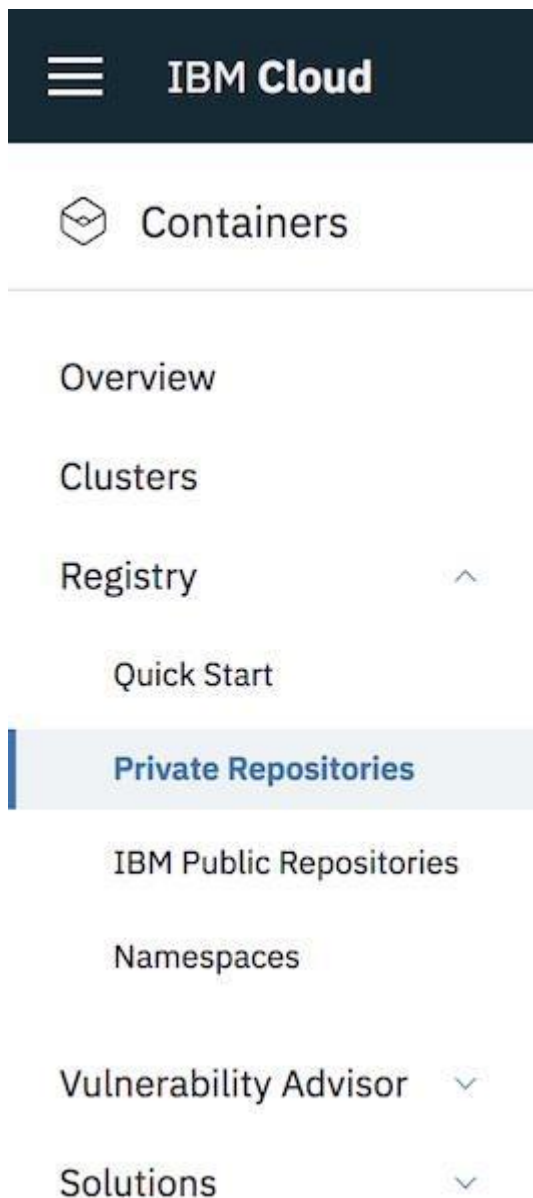 IBM Cloud
Containers
Overview
Clusters
Registry
Quick Start
Private Repositories
IBM Public Repositories
Namespaces
Vulnerability Advisor
Solutions